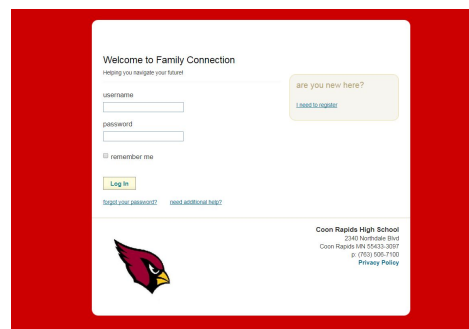 Welcome to Family Connection
Helping you navigate your future!
username
password
remember me
Log In
forgot your password? need additional help?
are you new here?
I need to register
Coon Rapids High School
2340 Northdale Blvd
Coon Rapids MN 55433-3097
p: (763) 506-7100
Privacy Policy